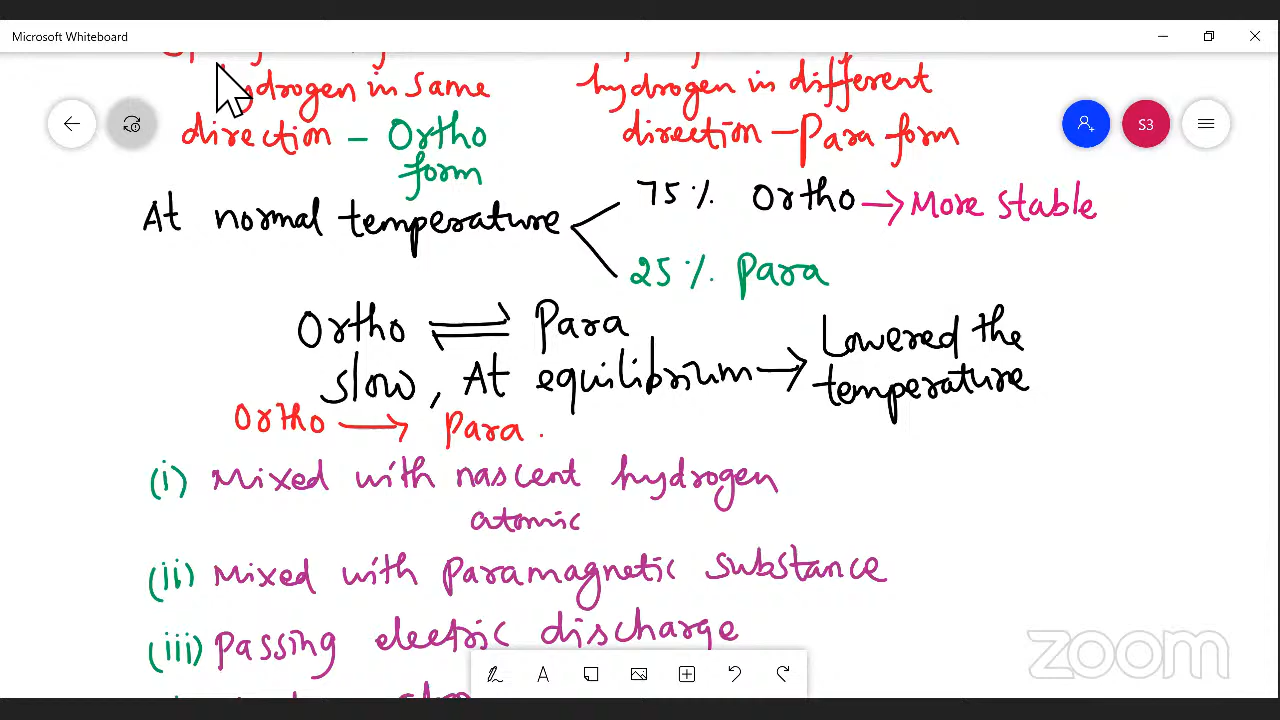 Microsoft Whiteboard
hydrogen in same
direction - Ortho
form
hydrogen in different
direction - Para form
S3
At normal temperature
75% Ortho → More stable
25% Para
Ortho ⇌ Para
slow, At equilibrium → Lowered the
temperature
Ortho → Para.
(i) Mixed with nascent hydrogen
atomic
(ii) Mixed with Paramagnetic substance
(iii) Passing electric discharge
A
zoom